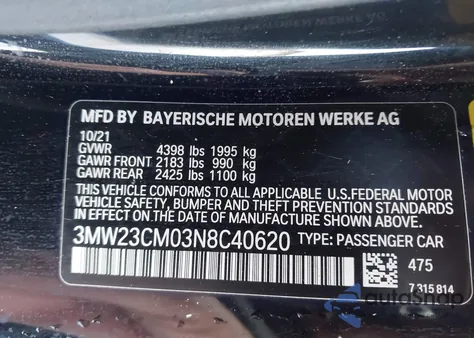 MFD BY BAYERISCHE MOTOREN WERKE AG
10/21
GVWR 4398 lbs 1995 kg
GAWR FRONT 2183 lbs 990 kg
GAWR REAR 2425 lbs 1100 kg
THIS VEHICLE CONFORMS TO ALL APPLICABLE U.S.FEDERAL MOTOR
VEHICLE SAFETY, BUMPER AND THEFT PREVENTION STANDARDS
IN EFFECT ON THE DATE OF MANUFACTURE SHOWN ABOVE.
3MW23CM03N8C40620 TYPE: PASSENGER CAR
475
7 315 814
autoSnap